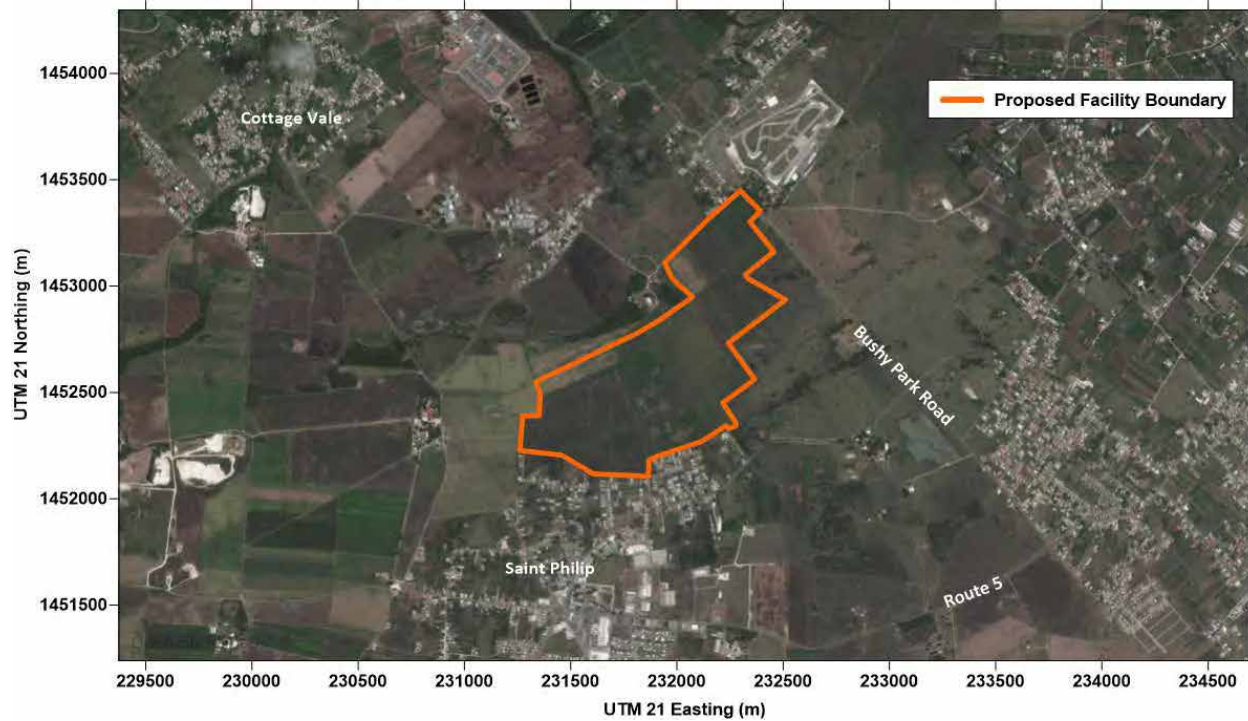 1454000
1453500
1453000
1452500
1452000
1451500
UTM 21 Northing (m)
Cottage Vale
Proposed Facility Boundary
Bushy Park Road
Saint Philip
Route 5
229500 230000 230500 231000 231500 232000 232500 233000 233500 234000 234500
UTM 21 Easting (m)